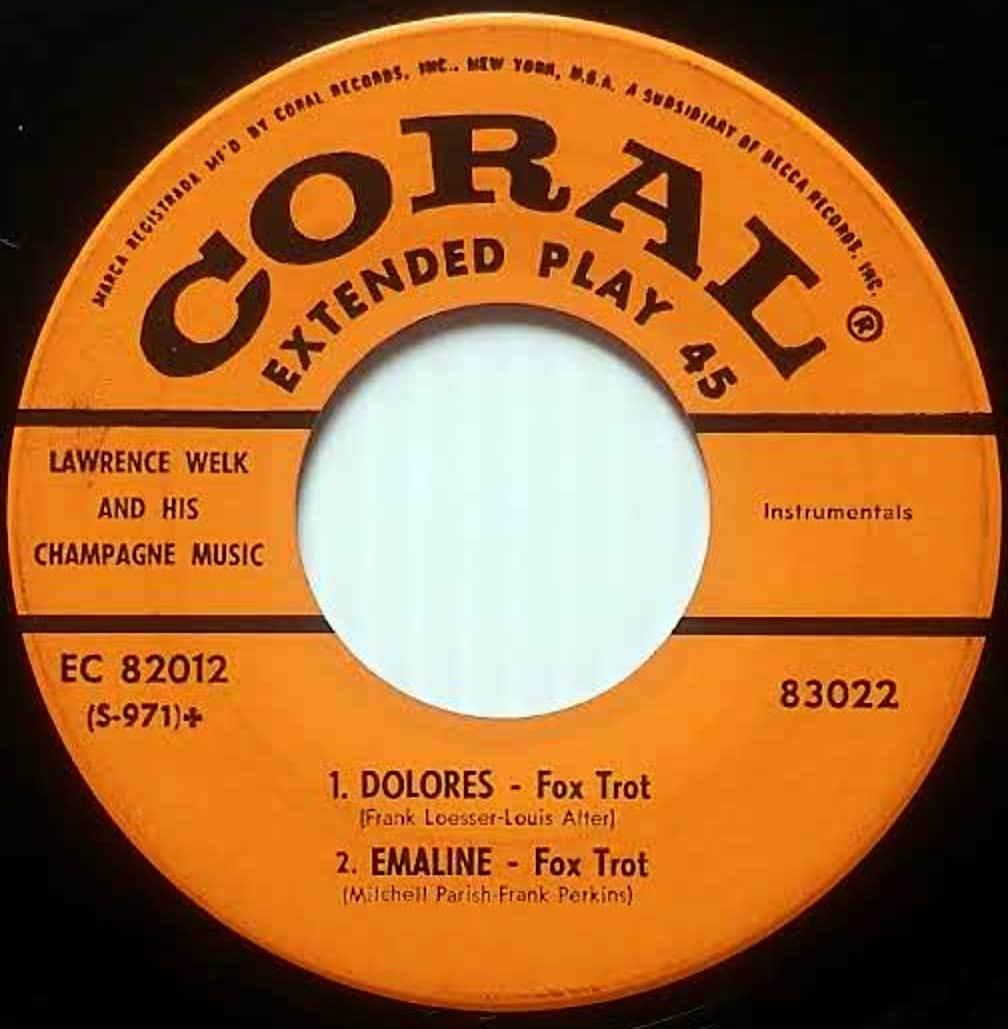 MARCA REGISTRADA MF'D BY CORAL RECORDS, INC., NEW YORK, U.S.A. A SUBSIDIARY OF DECCA RECORDS, INC.
CORAL ®
EXTENDED PLAY 45
LAWRENCE WELK
AND HIS
CHAMPAGNE MUSIC
Instrumentals
EC 82012
(S-971)+
83022
1. DOLORES - Fox Trot
(Frank Loesser-Louis Alter)
2. EMALINE - Fox Trot
(Mitchell Parish-Frank Perkins)